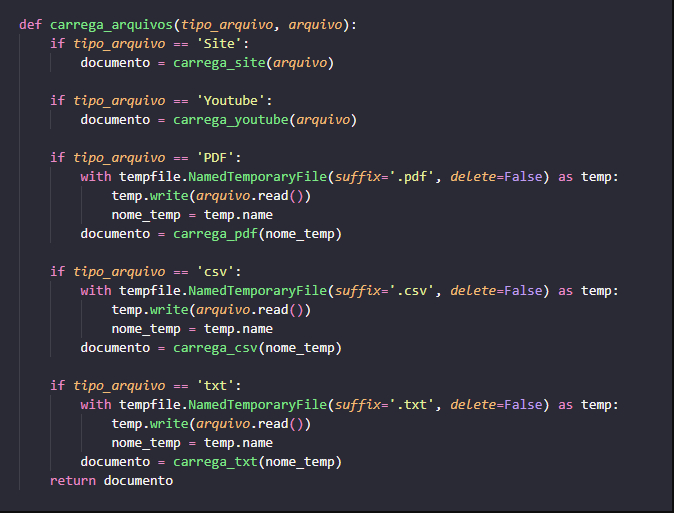 def carrega_arquivos(tipo_arquivo, arquivo):
    if tipo_arquivo == 'Site':
        documento = carrega_site(arquivo)

    if tipo_arquivo == 'Youtube':
        documento = carrega_youtube(arquivo)

    if tipo_arquivo == 'PDF':
        with tempfile.NamedTemporaryFile(suffix='.pdf', delete=False) as temp:
            temp.write(arquivo.read())
            nome_temp = temp.name
        documento = carrega_pdf(nome_temp)

    if tipo_arquivo == 'csv':
        with tempfile.NamedTemporaryFile(suffix='.csv', delete=False) as temp:
            temp.write(arquivo.read())
            nome_temp = temp.name
        documento = carrega_csv(nome_temp)

    if tipo_arquivo == 'txt':
        with tempfile.NamedTemporaryFile(suffix='.txt', delete=False) as temp:
            temp.write(arquivo.read())
            nome_temp = temp.name
        documento = carrega_txt(nome_temp)
    return documento